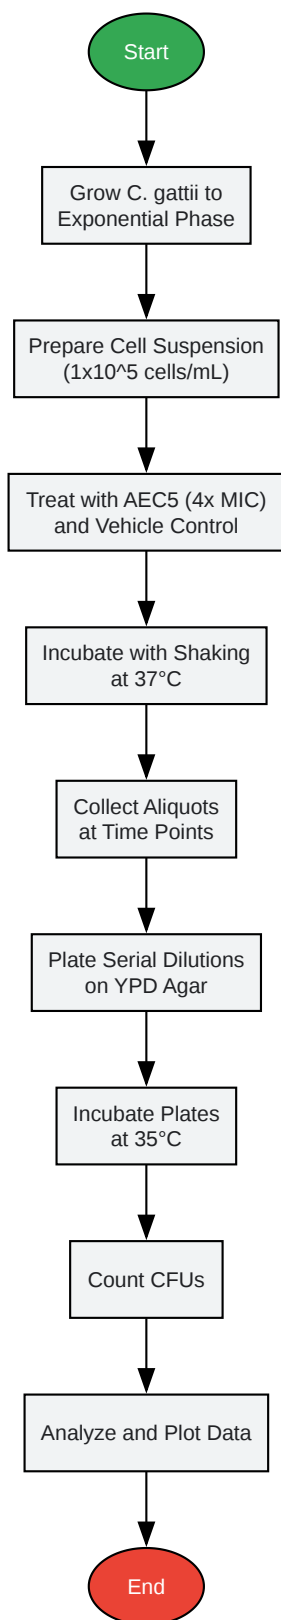 Start
Grow C. gattii to
Exponential Phase
Prepare Cell Suspension
(1x10^5 cells/mL)
Treat with AEC5 (4x MIC)
and Vehicle Control
Incubate with Shaking
at 37°C
Collect Aliquots
at Time Points
Plate Serial Dilutions
on YPD Agar
Incubate Plates
at 35°C
Count CFUs
Analyze and Plot Data
End